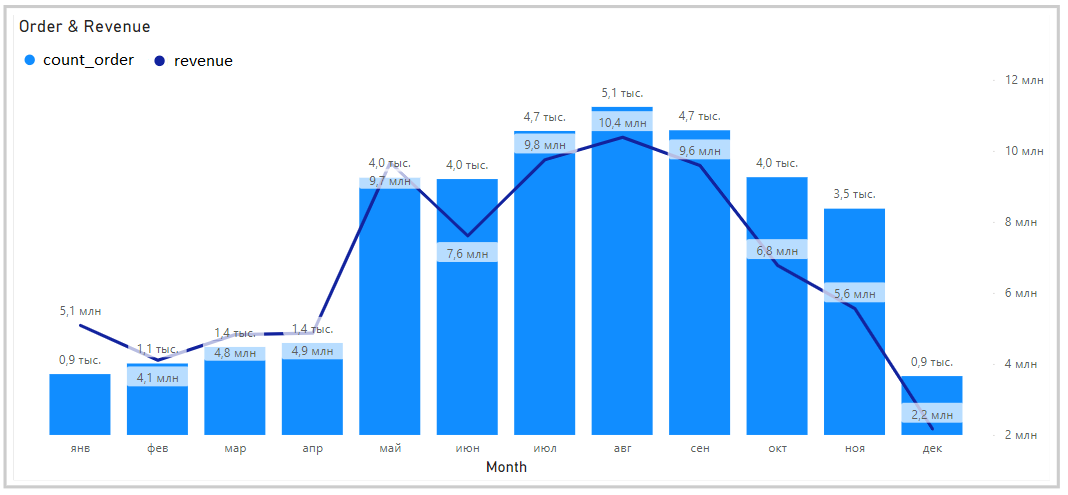 Order & Revenue
count_order revenue
12 млн
5,1 тыс.
4,7 тыс. 4,7 тыс.
10,4 млн
9,8 млн 9,6 млн 10 млн
4,0 тыс. 4,0 тыс. 4,0 тыс.
9,7 млн
3,5 тыс.
8 млн
7,6 млн 6,8 млн
5,6 млн 6 млн
5,1 млн
1,4 тыс. 1,4 тыс.
1,1 тыс. 4,8 млн 4,9 млн
0,9 тыс. 0,9 тыс. 4 млн
4,1 млн
2,2 млн
2 млн
янв фев мар апр май июн июл авг сен окт ноя дек
Month